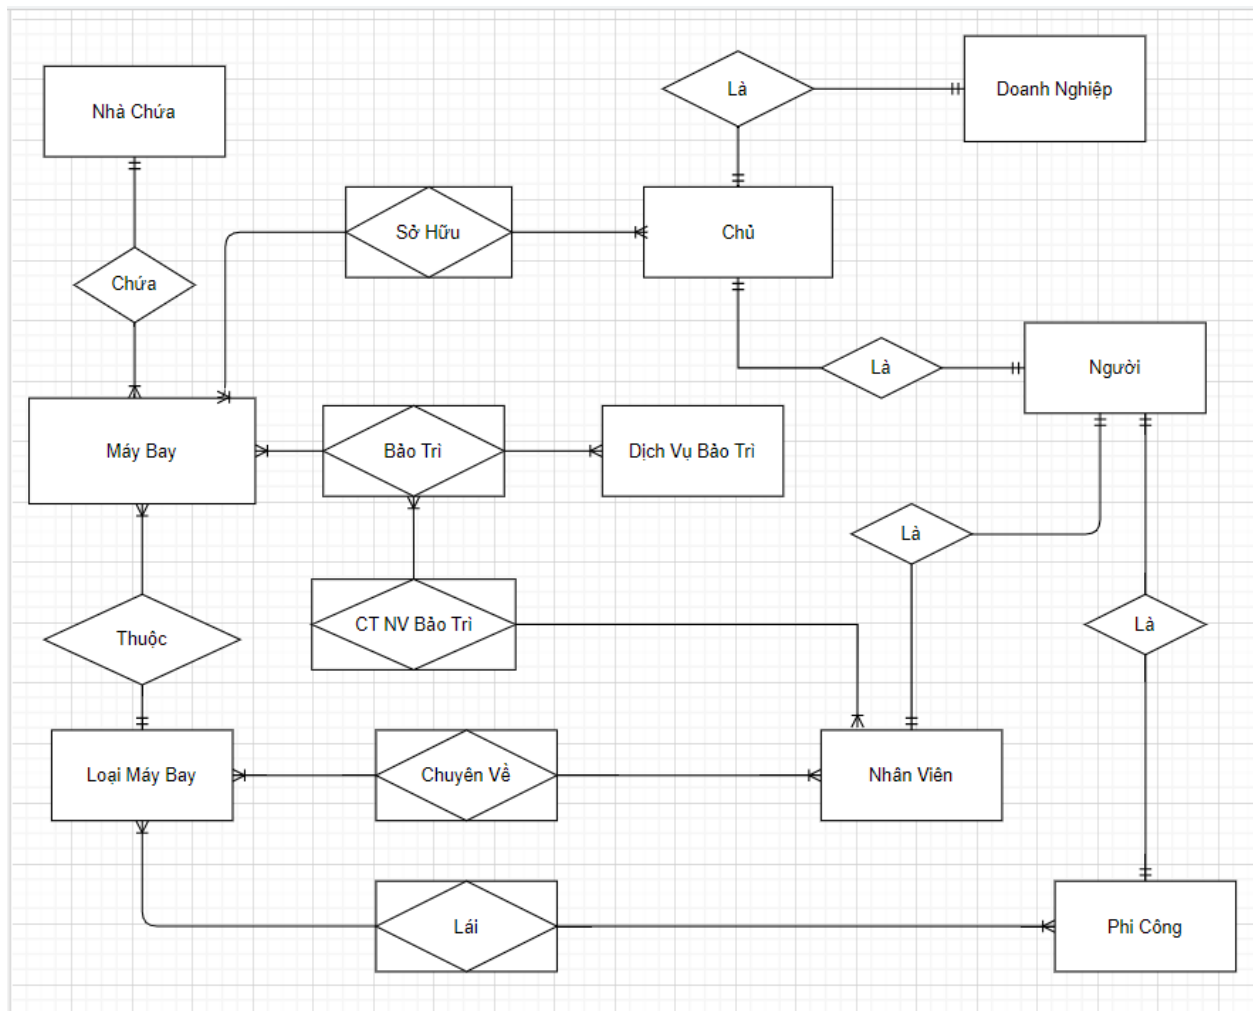 Là
Doanh Nghiệp
Nhà Chứa
Sở Hữu
Chủ
Chứa
Là
Người
Máy Bay
Bảo Trì
Dịch Vụ Bảo Trì
Là
Thuộc
CT NV Bảo Trì
Là
Loại Máy Bay
Chuyên Về
Nhân Viên
Lái
Phi Công